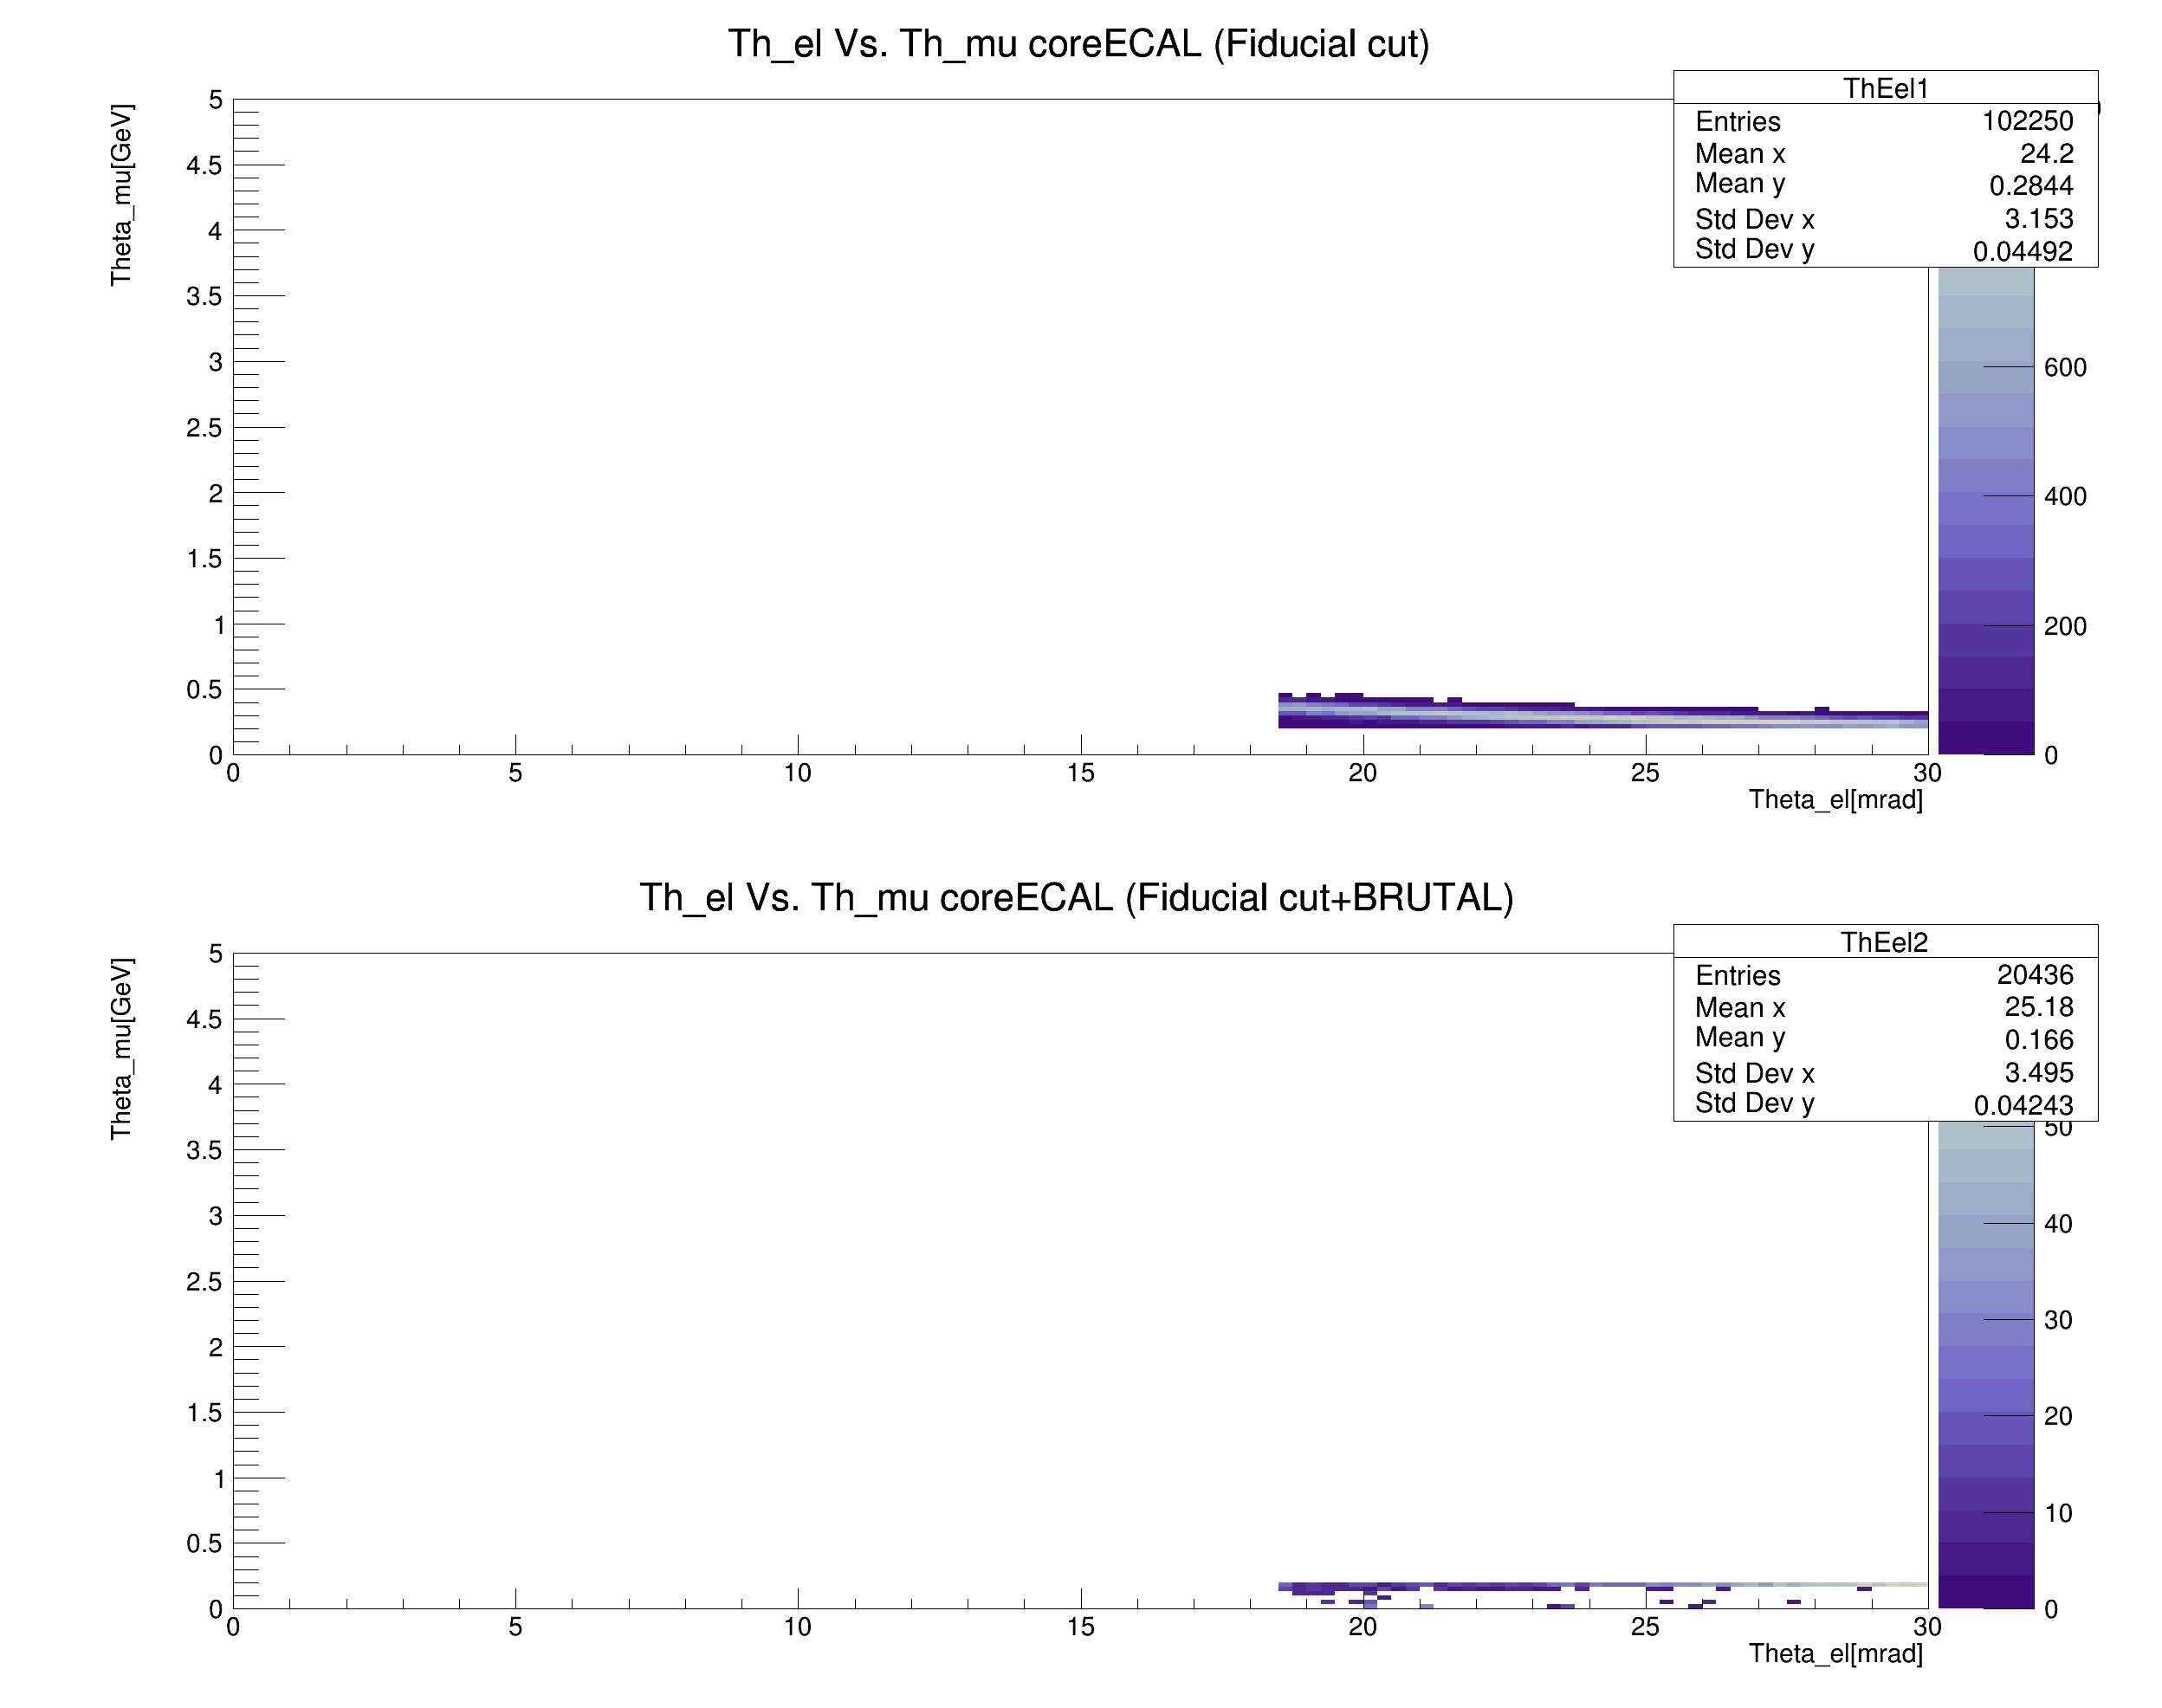 Th_el Vs. Th_mu coreECAL (Fiducial cut)
ThEel1
Entries 102250
Mean x 24.2
Mean y 0.2844
Std Dev x 3.153
Std Dev y 0.04492
Theta_mu[GeV]
5
4.5
4
3.5
3
2.5
2
1.5
1
0.5
0
0 5 10 15 20 25 30
Theta_el[mrad]
600
400
200
0
Th_el Vs. Th_mu coreECAL (Fiducial cut+BRUTAL)
ThEel2
Entries 20436
Mean x 25.18
Mean y 0.166
Std Dev x 3.495
Std Dev y 0.04243
Theta_mu[GeV]
5
4.5
4
3.5
3
2.5
2
1.5
1
0.5
0
0 5 10 15 20 25 30
Theta_el[mrad]
50
40
30
20
10
0